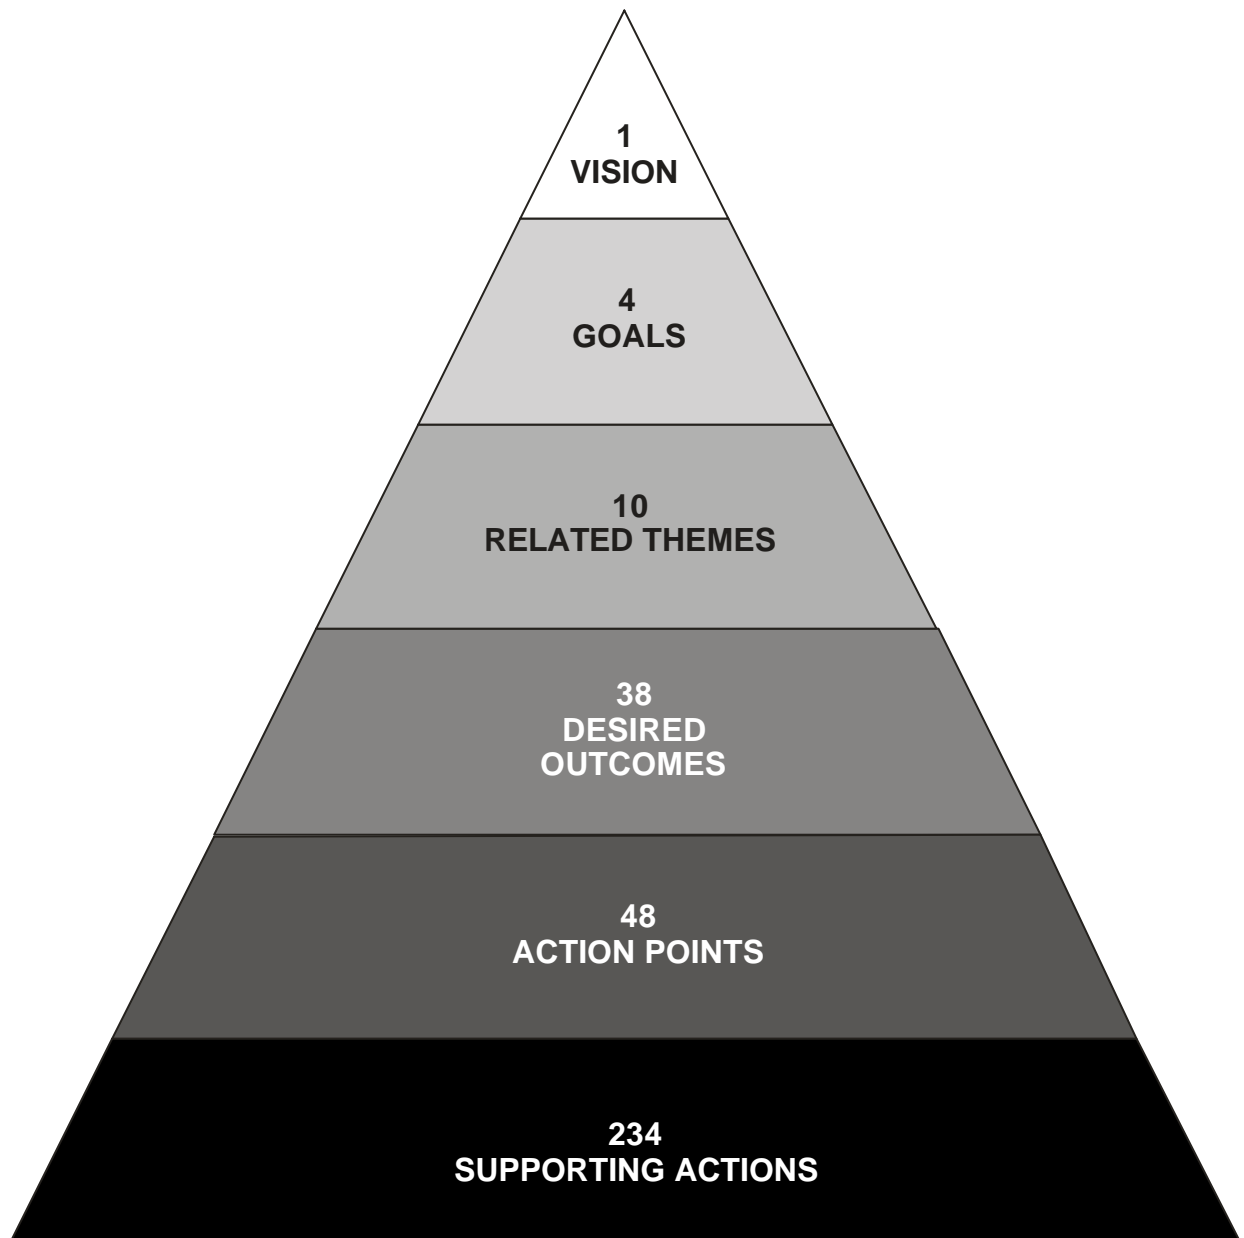 1
VISION
4
GOALS
10
RELATED THEMES
38
DESIRED
OUTCOMES
48
ACTION POINTS
234
SUPPORTING ACTIONS